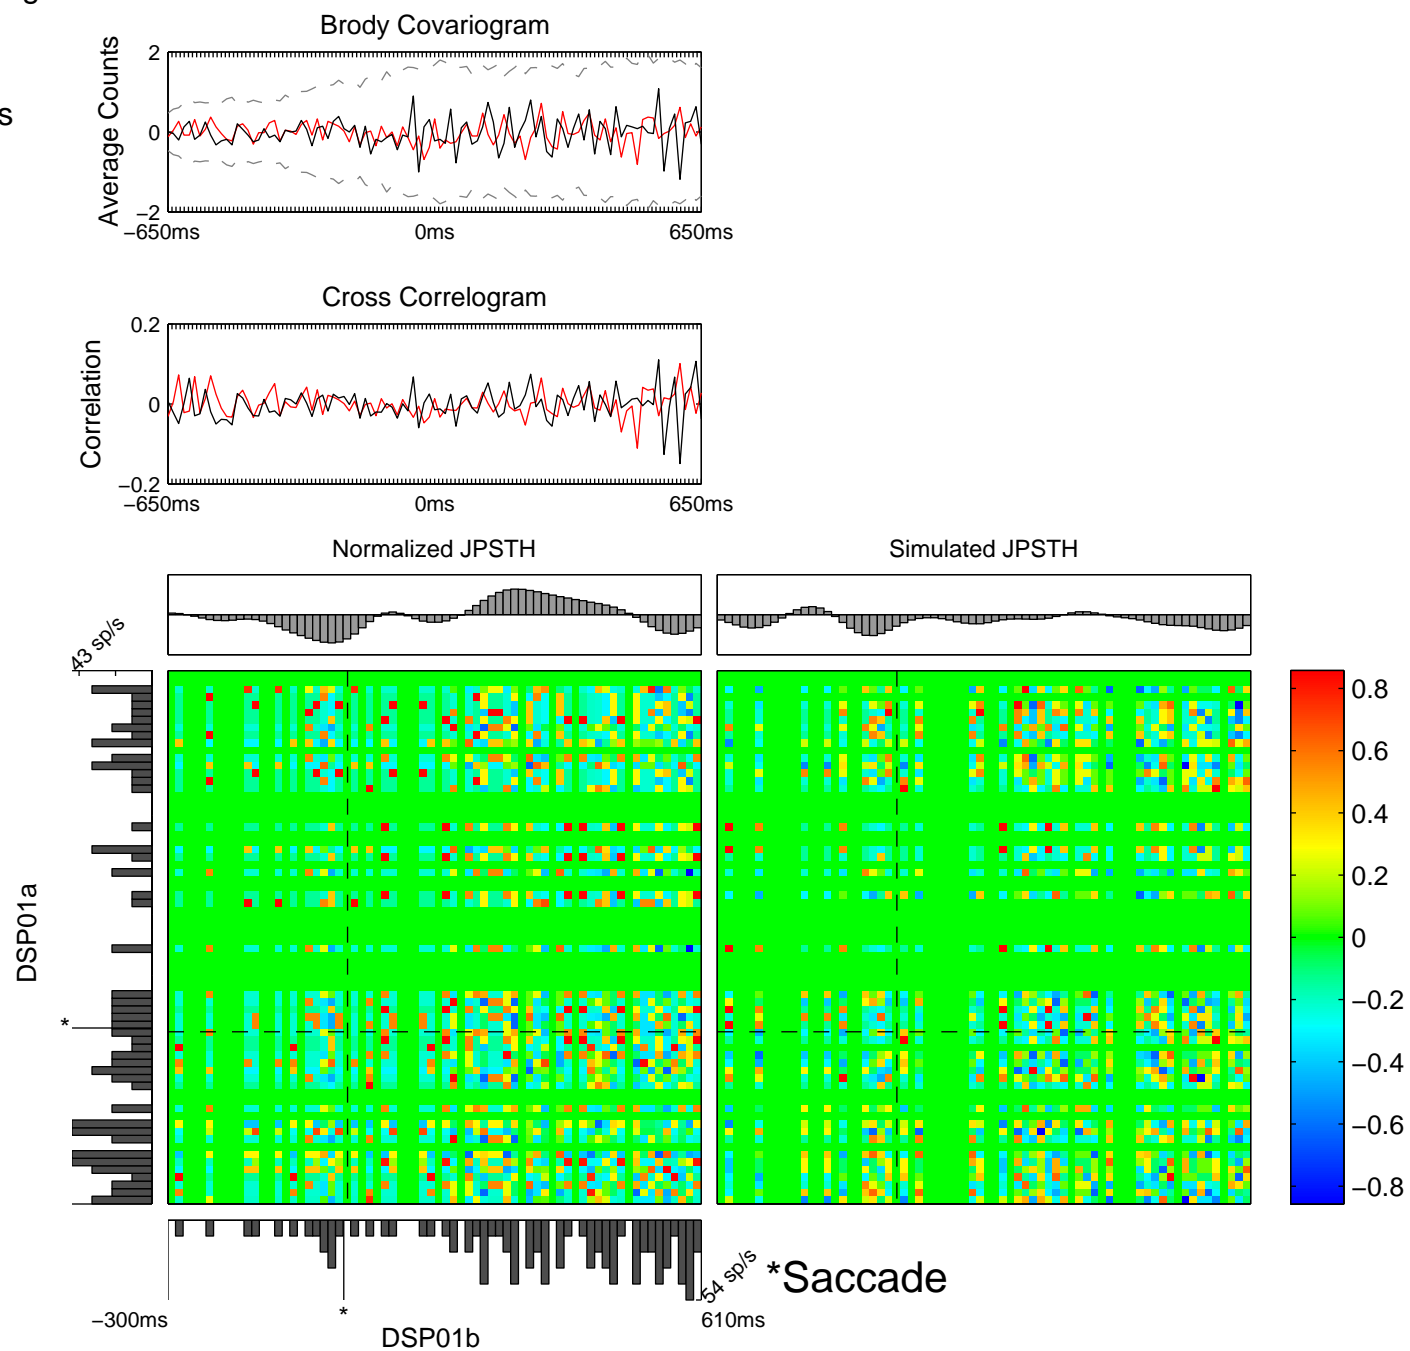 g
Brody Covariogram
s
Average Counts
2
0
−2
−650ms 0ms 650ms
Cross Correlogram
Correlation
0.2
0
−0.2
−650ms 0ms 650ms
Normalized JPSTH Simulated JPSTH
43 sp/s
DSP01a
*
0.8
0.6
0.4
0.2
0
−0.2
−0.4
−0.6
−0.8
54 sp/s
*Saccade
*
−300ms 610ms
DSP01b